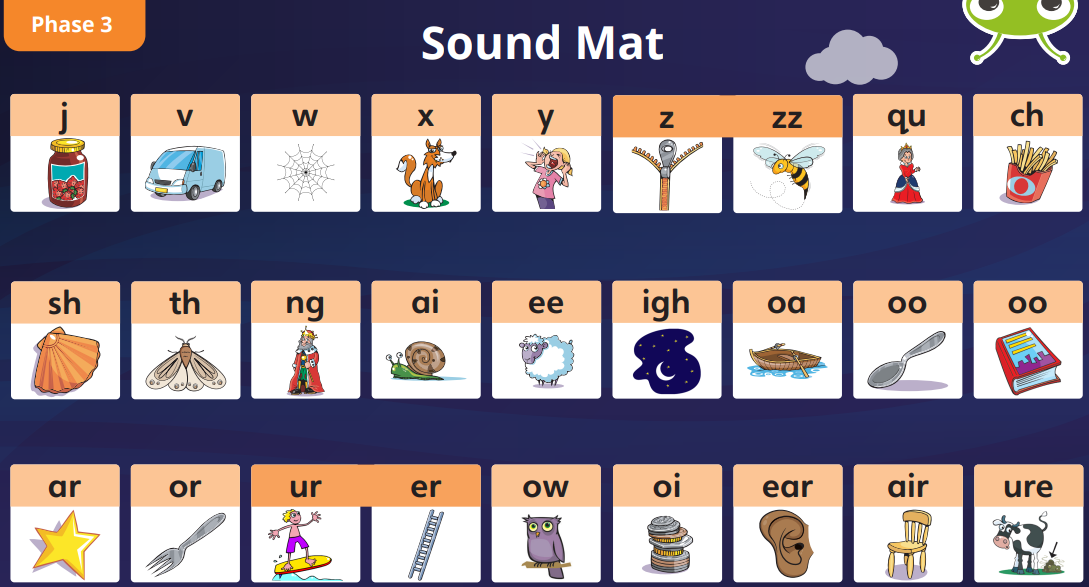 Phase 3
Sound Mat
j v w x y z zz qu ch
sh th ng ai ee igh oa oo oo
ar or ur er ow oi ear air ure